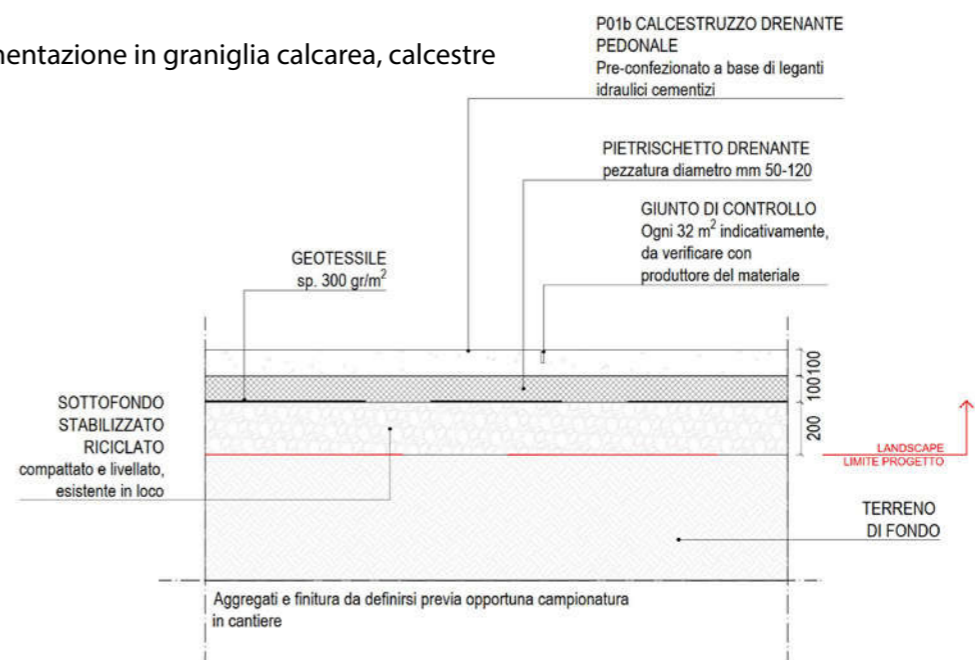 P01b CALCESTRUZZO DRENANTE
PEDONALE
Pre-confezionato a base di leganti
idraulici cementizi
in graniglia calcarea, calcestre
PIETRISCHETTO DRENANTE
pezzatura diametro mm 50-120
GIUNTO DI CONTROLLO
Ogni 32 m² indicativamente,
da verificare con
produttore del materiale
GEOTESSILE
sp. 300 gr/m²
100
100
200
SOTTOFONDO
STABILIZZATO
RICICLATO
compattato e livellato,
esistente in loco
LANDSCAPE
LIMITE PROGETTO
TERRENO
DI FONDO
Aggregati e finitura da definirsi previa opportuna campionatura
in cantiere